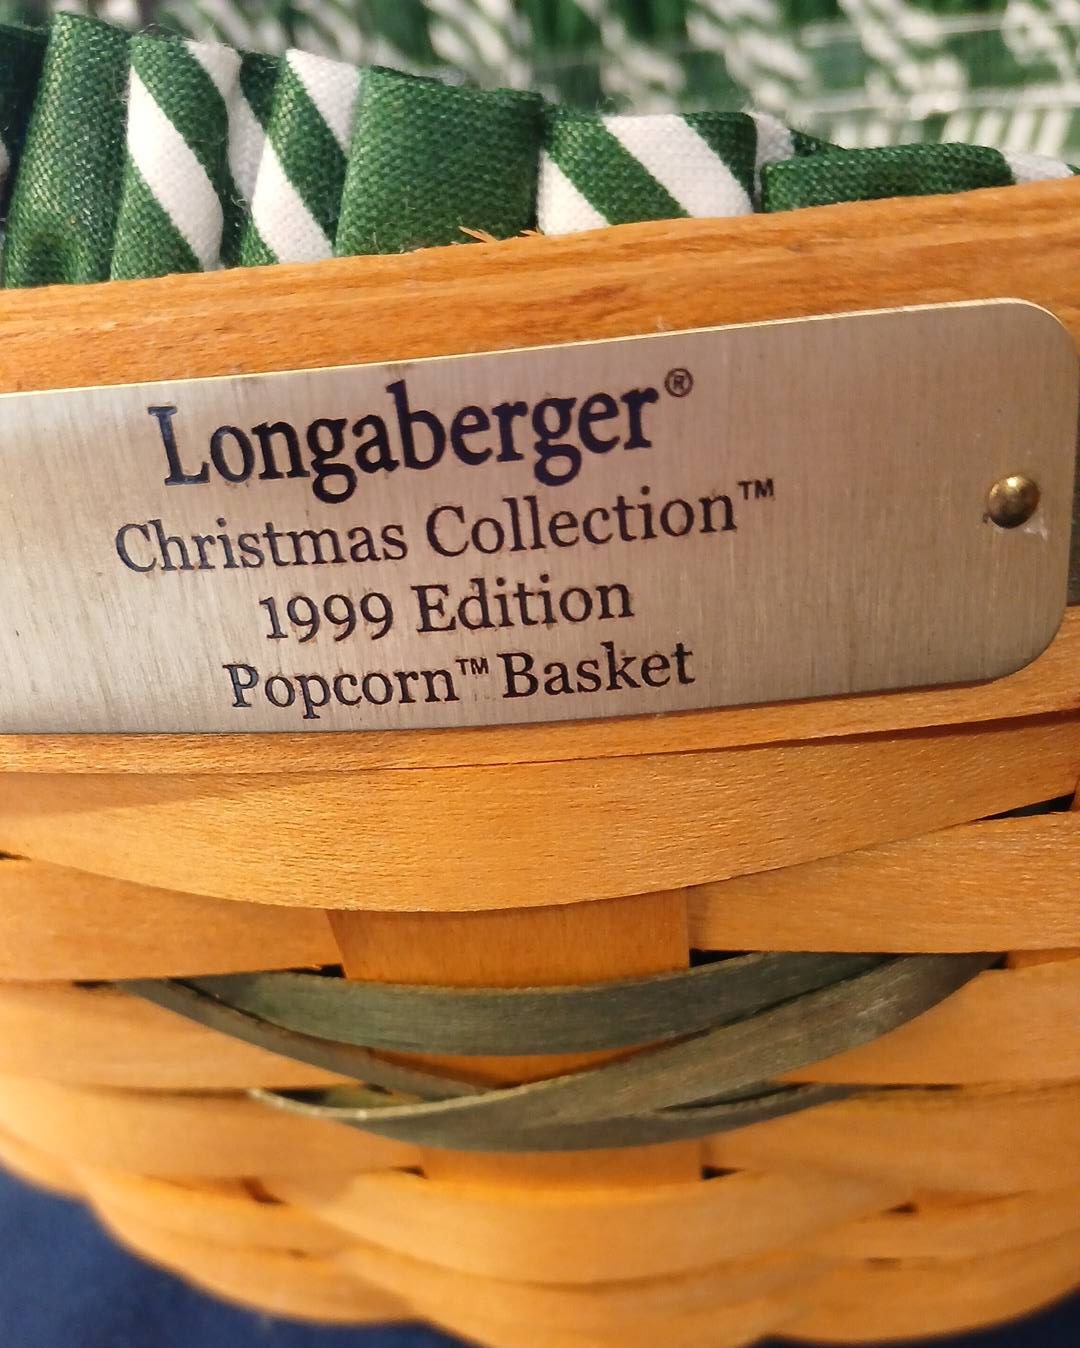 Longaberger®
Christmas Collection™
1999 Edition
Popcorn™ Basket